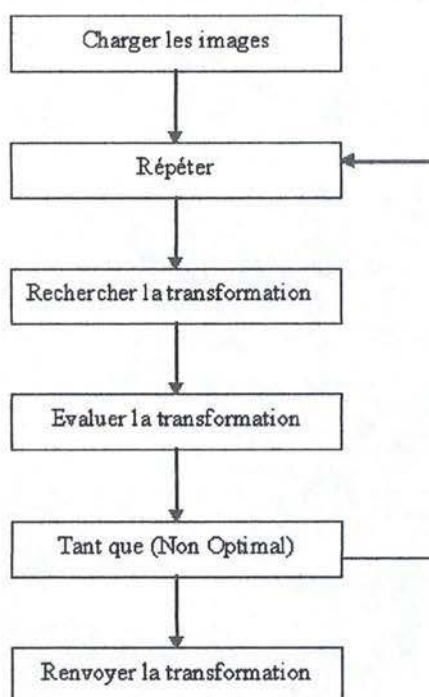 Charger les images
Répéter
Rechercher la transformation
Evaluer la transformation
Tant que (Non Optimal)
Renvoyer la transformation